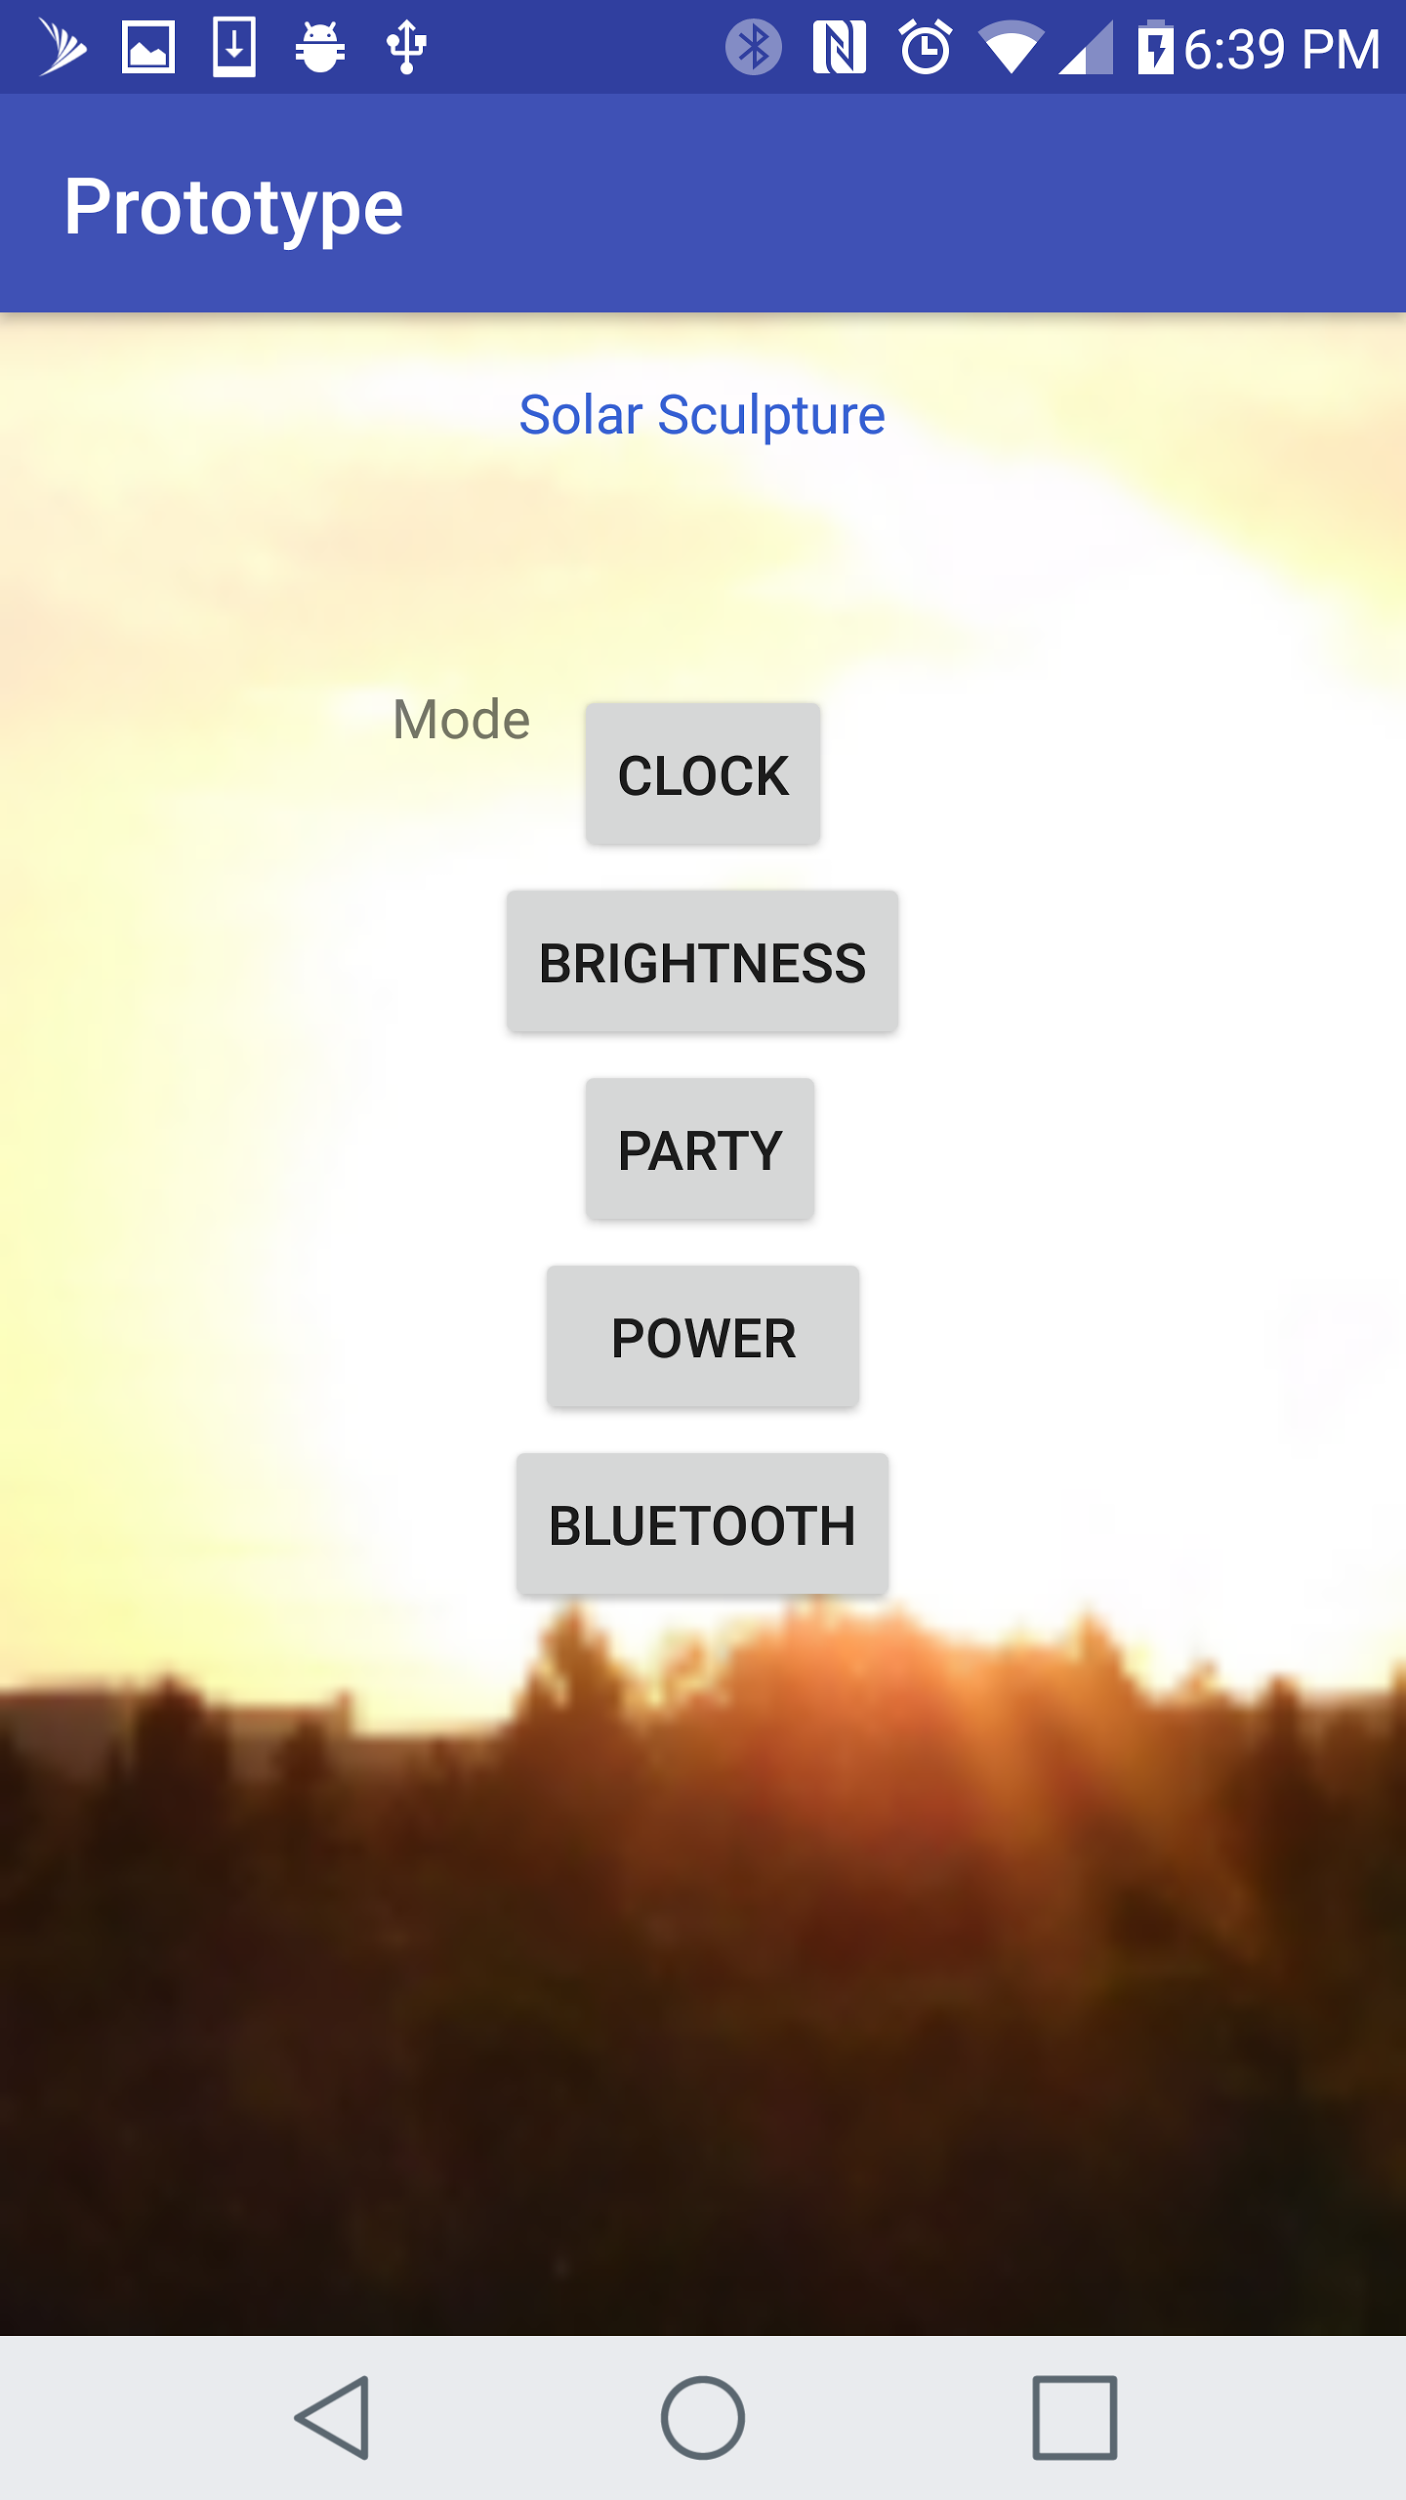 6:39 PM
Prototype
Solar Sculpture
Mode
CLOCK
BRIGHTNESS
PARTY
POWER
BLUETOOTH